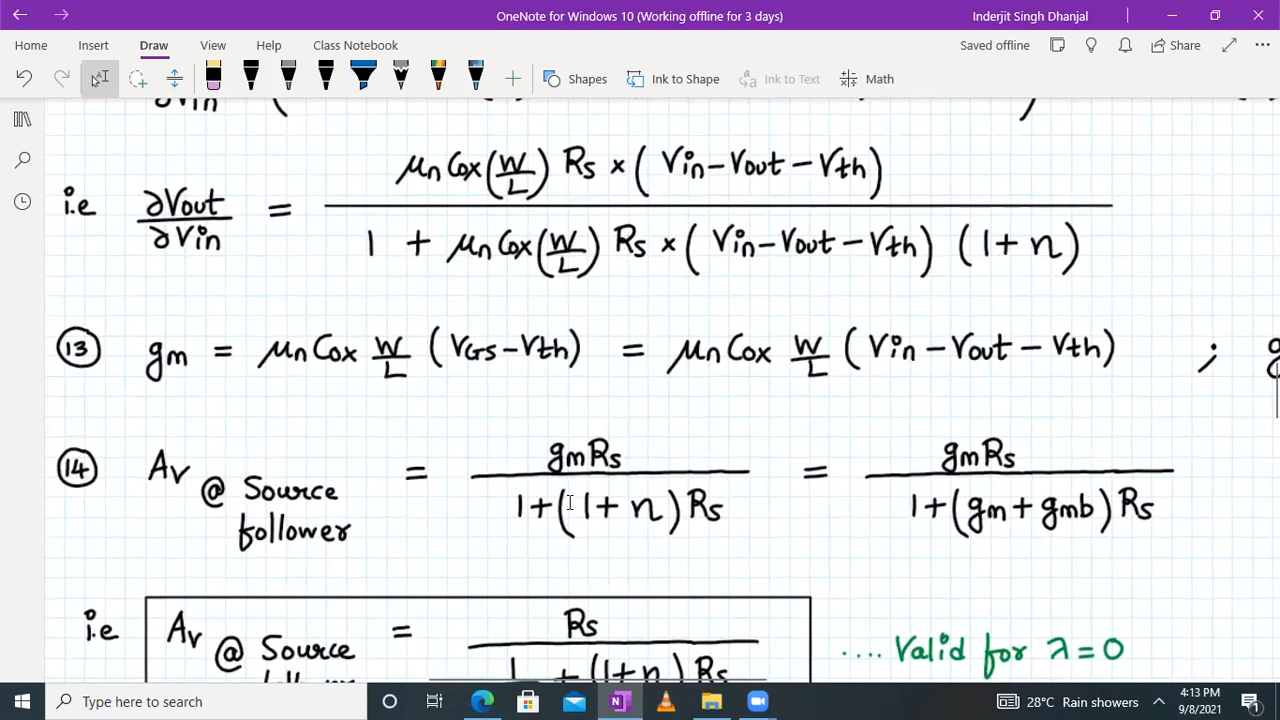 OneNote for Windows 10 (Working offline for 3 days)
Inderjit Singh Dhanjal
Home Insert Draw View Help Class Notebook
Saved offline
Share
Shapes Ink to Shape Ink to Text Math
∂Vin (
i.e ∂Vout/∂Vin = μnCox(W/L) Rs × (Vin-Vout-Vth) / 1 + μnCox(W/L) Rs × (Vin-Vout-Vth) (1+η)
13 gm = μnCox W/L (VGS-Vth) = μnCox W/L (Vin-Vout-Vth) ; g
14 Av @ Source follower = gmRs / 1+(1+η)Rs = gmRs / 1+(gm+gmb)Rs
i.e Av @ Source = Rs / 1 + (1+η)Rs .... Valid for λ=0
Type here to search
28°C Rain showers
4:13 PM
9/8/2021